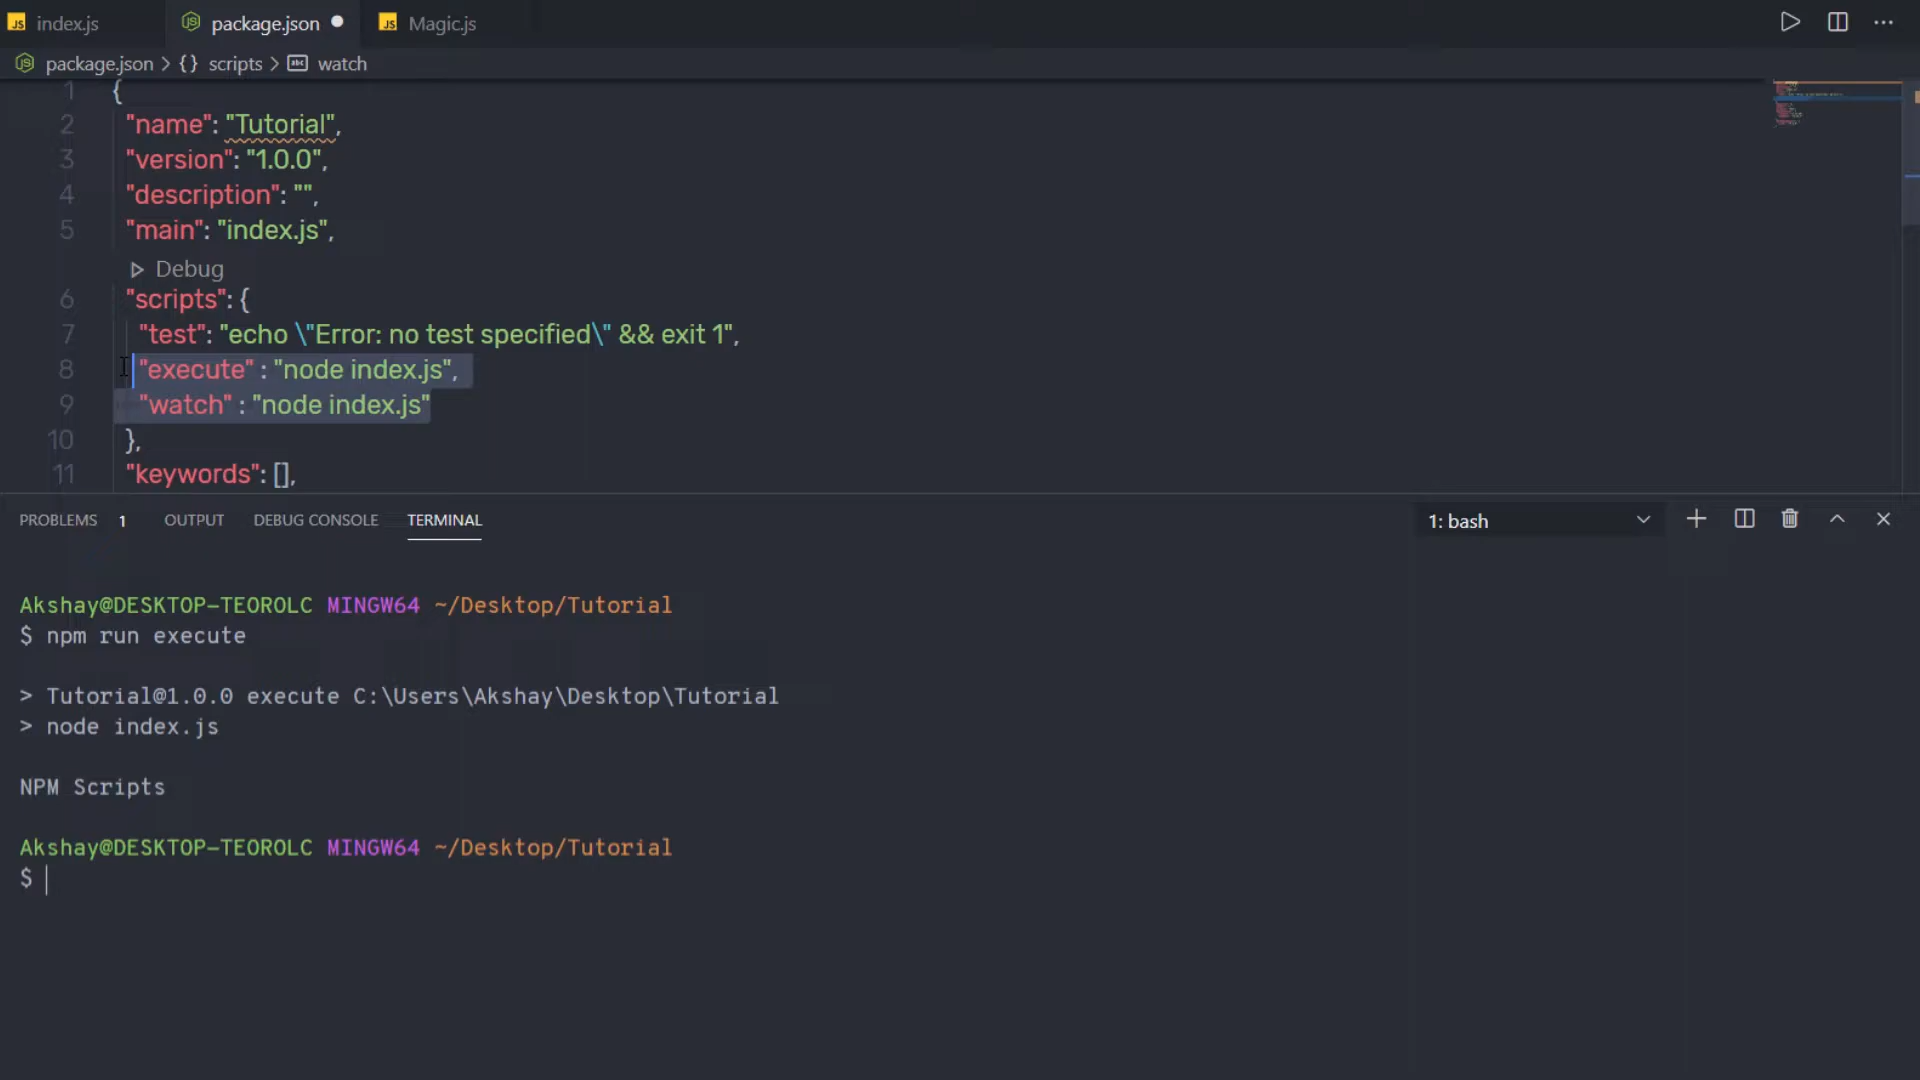 index.js
package.json
Magic.js
package.json > {} scripts > abc watch
1 {
2 "name": "Tutorial",
3 "version": "1.0.0",
4 "description": "",
5 "main": "index.js",
Debug
6 "scripts": {
7 "test": "echo \"Error: no test specified\" && exit 1",
8 "execute" : "node index.js",
9 "watch" : "node index.js"
10 },
11 "keywords": [],
PROBLEMS 1 OUTPUT DEBUG CONSOLE TERMINAL 1: bash
Akshay@DESKTOP-TEOROLC MINGW64 ~/Desktop/Tutorial
$ npm run execute
> Tutorial@1.0.0 execute C:\Users\Akshay\Desktop\Tutorial
> node index.js
NPM Scripts
Akshay@DESKTOP-TEOROLC MINGW64 ~/Desktop/Tutorial
$